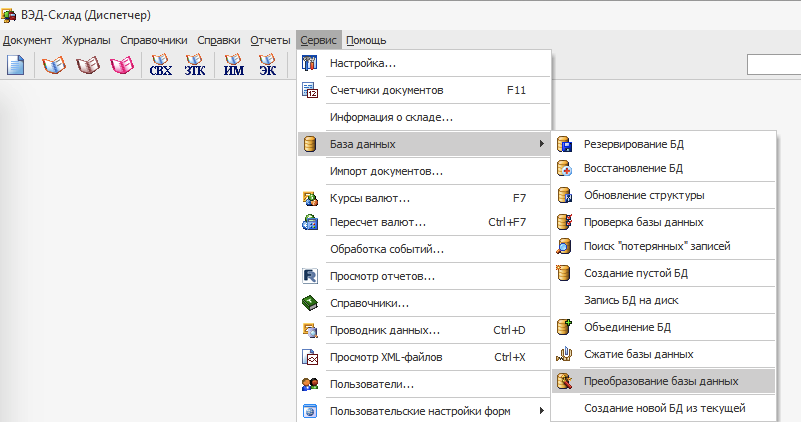 ВЭД-Склад (Диспетчер)
Документ Журналы Справочники Справки Отчеты Сервис Помощь
СВХ ЗТК ИМ ЭК
Настройка...
Счетчики документов F11
Информация о складе...
База данных
Импорт документов...
Курсы валют... F7
Пересчет валют... Ctrl+F7
Обработка событий...
Просмотр отчетов...
Справочники...
Проводник данных... Ctrl+D
Просмотр XML-файлов Ctrl+X
Пользователи...
Пользовательские настройки форм
Резервирование БД
Восстановление БД
Обновление структуры
Проверка базы данных
Поиск "потерянных" записей
Создание пустой БД
Запись БД на диск
Объединение БД
Сжатие базы данных
Преобразование базы данных
Создание новой БД из текущей